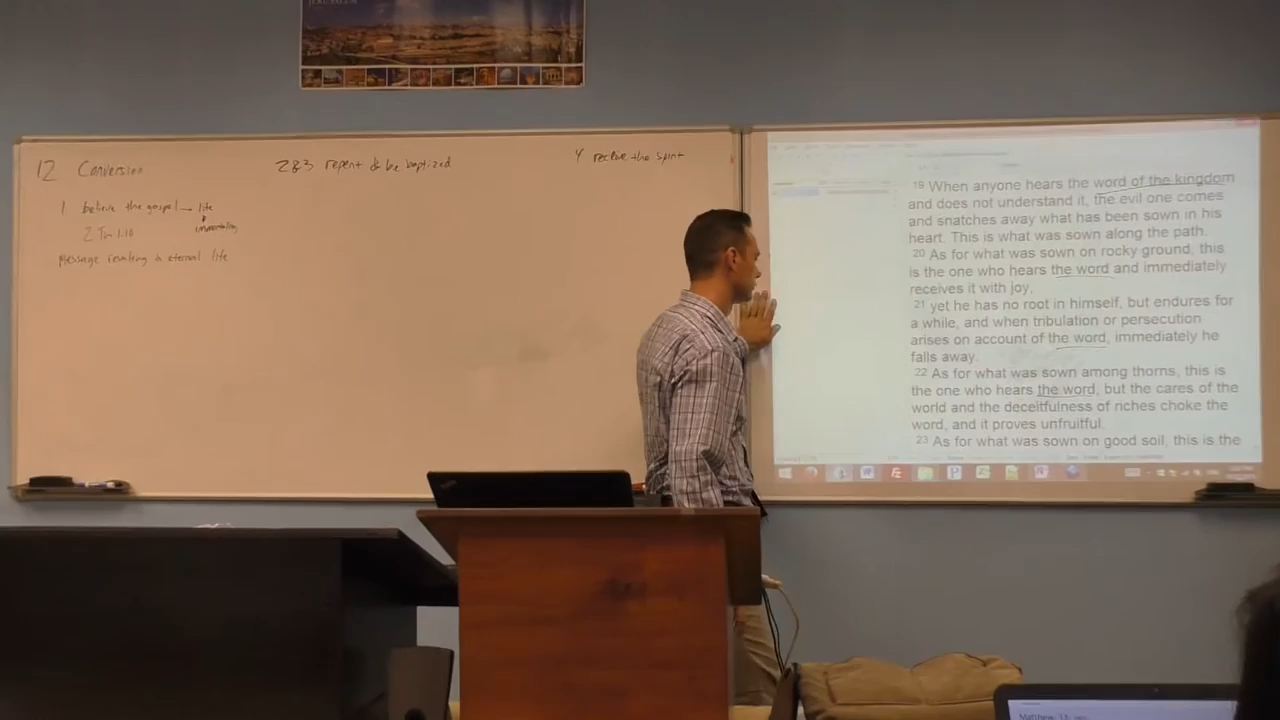 JERUSALEM
12 Conversion
1 believe the gospel → life
immortality
2 Tim 1.10
Message resulting in eternal life
2&3 repent & be baptized
4 receive the spirit
19 When anyone hears the word of the kingdom
and does not understand it, the evil one comes
and snatches away what has been sown in his
heart. This is what was sown along the path.
20 As for what was sown on rocky ground, this
is the one who hears the word and immediately
receives it with joy,
21 yet he has no root in himself, but endures for
a while, and when tribulation or persecution
arises on account of the word, immediately he
falls away.
22 As for what was sown among thorns, this is
the one who hears the word, but the cares of the
world and the deceitfulness of riches choke the
word, and it proves unfruitful.
23 As for what was sown on good soil, this is the
Matthew 13